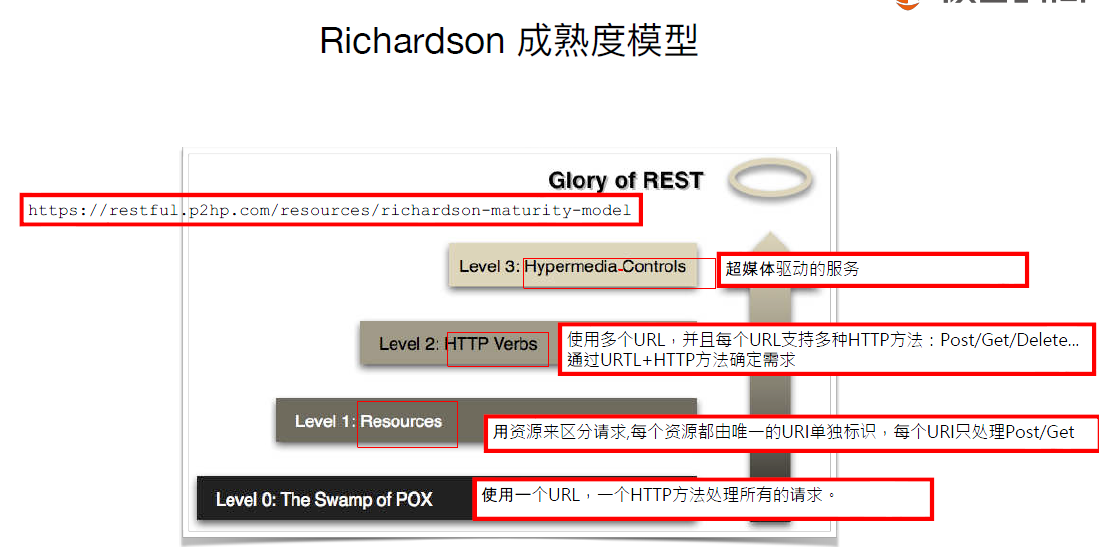 Richardson 成熟度模型
Glory of REST
https://restful.p2hp.com/resources/richardson-maturity-model
Level 3: Hypermedia Controls
超媒体驱动的服务
Level 2: HTTP Verbs
使用多个URL，并且每个URL支持多种HTTP方法：Post/Get/Delete...
通过URTL+HTTP方法确定需求
Level 1: Resources
用资源来区分请求,每个资源都由唯一的URI单独标识，每个URI只处理Post/Get
Level 0: The Swamp of POX
使用一个URL，一个HTTP方法处理所有的请求。